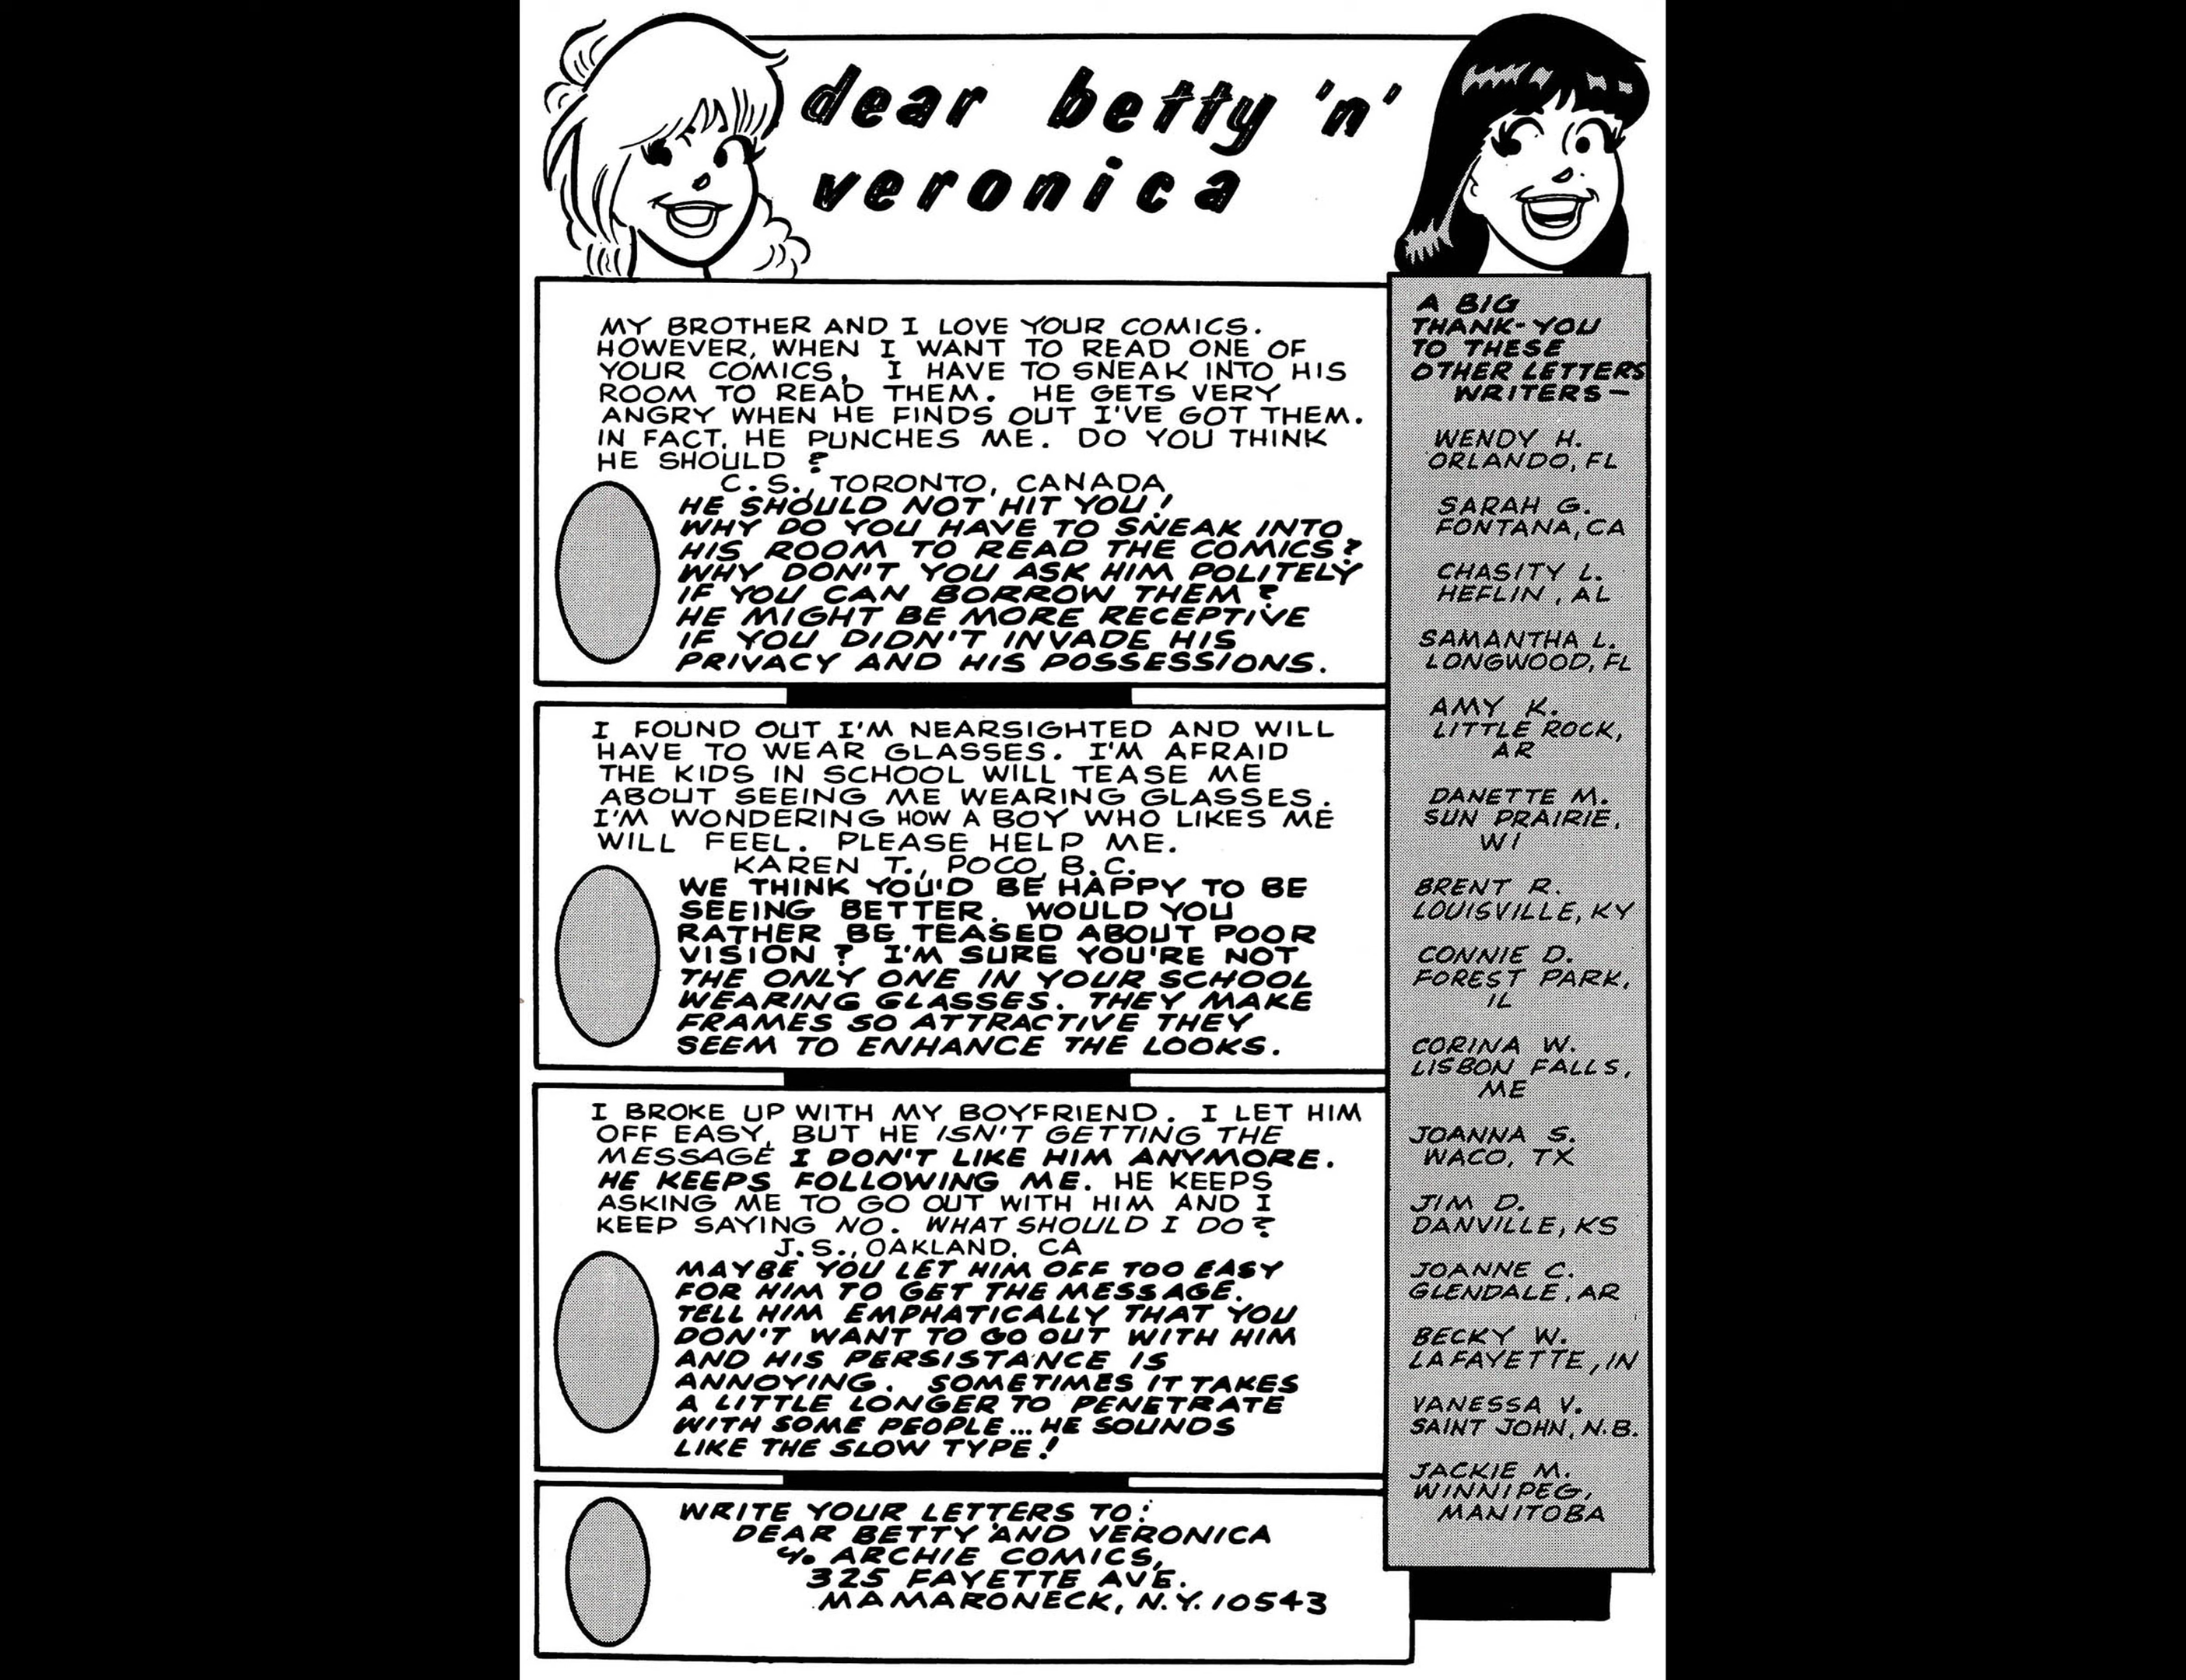 dear betty 'n'
veronica
MY BROTHER AND I LOVE YOUR COMICS.
HOWEVER, WHEN I WANT TO READ ONE OF
YOUR COMICS, I HAVE TO SNEAK INTO HIS
ROOM TO READ THEM. HE GETS VERY
ANGRY WHEN HE FINDS OUT I'VE GOT THEM.
IN FACT, HE PUNCHES ME. DO YOU THINK
HE SHOULD?
C.S., TORONTO, CANADA
HE SHOULD NOT HIT YOU!
WHY DO YOU HAVE TO SNEAK INTO
HIS ROOM TO READ THE COMICS?
WHY DON'T YOU ASK HIM POLITELY
IF YOU CAN BORROW THEM?
HE MIGHT BE MORE RECEPTIVE
IF YOU DIDN'T INVADE HIS
PRIVACY AND HIS POSSESSIONS.
I FOUND OUT I'M NEARSIGHTED AND WILL
HAVE TO WEAR GLASSES. I'M AFRAID
THE KIDS IN SCHOOL WILL TEASE ME
ABOUT SEEING ME WEARING GLASSES.
I'M WONDERING HOW A BOY WHO LIKES ME
WILL FEEL. PLEASE HELP ME.
KAREN T., POCO, B.C.
WE THINK YOU'D BE HAPPY TO BE
SEEING BETTER. WOULD YOU
RATHER BE TEASED ABOUT POOR
VISION? I'M SURE YOU'RE NOT
THE ONLY ONE IN YOUR SCHOOL
WEARING GLASSES. THEY MAKE
FRAMES SO ATTRACTIVE THEY
SEEM TO ENHANCE THE LOOKS.
I BROKE UP WITH MY BOYFRIEND. I LET HIM
OFF EASY, BUT HE ISN'T GETTING THE
MESSAGE I DON'T LIKE HIM ANYMORE.
HE KEEPS FOLLOWING ME. HE KEEPS
ASKING ME TO GO OUT WITH HIM AND I
KEEP SAYING NO. WHAT SHOULD I DO?
J.S., OAKLAND, CA
MAYBE YOU LET HIM OFF TOO EASY
FOR HIM TO GET THE MESSAGE.
TELL HIM EMPHATICALLY THAT YOU
DON'T WANT TO GO OUT WITH HIM
AND HIS PERSISTANCE IS
ANNOYING. SOMETIMES IT TAKES
A LITTLE LONGER TO PENETRATE
WITH SOME PEOPLE... HE SOUNDS
LIKE THE SLOW TYPE!
WRITE YOUR LETTERS TO:
DEAR BETTY AND VERONICA
c/o ARCHIE COMICS,
325 FAYETTE AVE.
MAMARONECK, N.Y. 10543
A BIG
THANK-YOU
TO THESE
OTHER LETTERS
WRITERS—
WENDY H.
ORLANDO, FL
SARAH G.
FONTANA, CA
CHASITY L.
HEFLIN, AL
SAMANTHA L.
LONGWOOD, FL
AMY K.
LITTLE ROCK,
AR
DANETTE M.
SUN PRAIRIE,
WI
BRENT R.
LOUISVILLE, KY
CONNIE D.
FOREST PARK,
IL
CORINA W.
LISBON FALLS,
ME
JOANNA S.
WACO, TX
JIM D.
DANVILLE, KS
JOANNE C.
GLENDALE, AR
BECKY W.
LAFAYETTE, IN
VANESSA V.
SAINT JOHN, N.B.
JACKIE M.
WINNIPEG,
MANITOBA